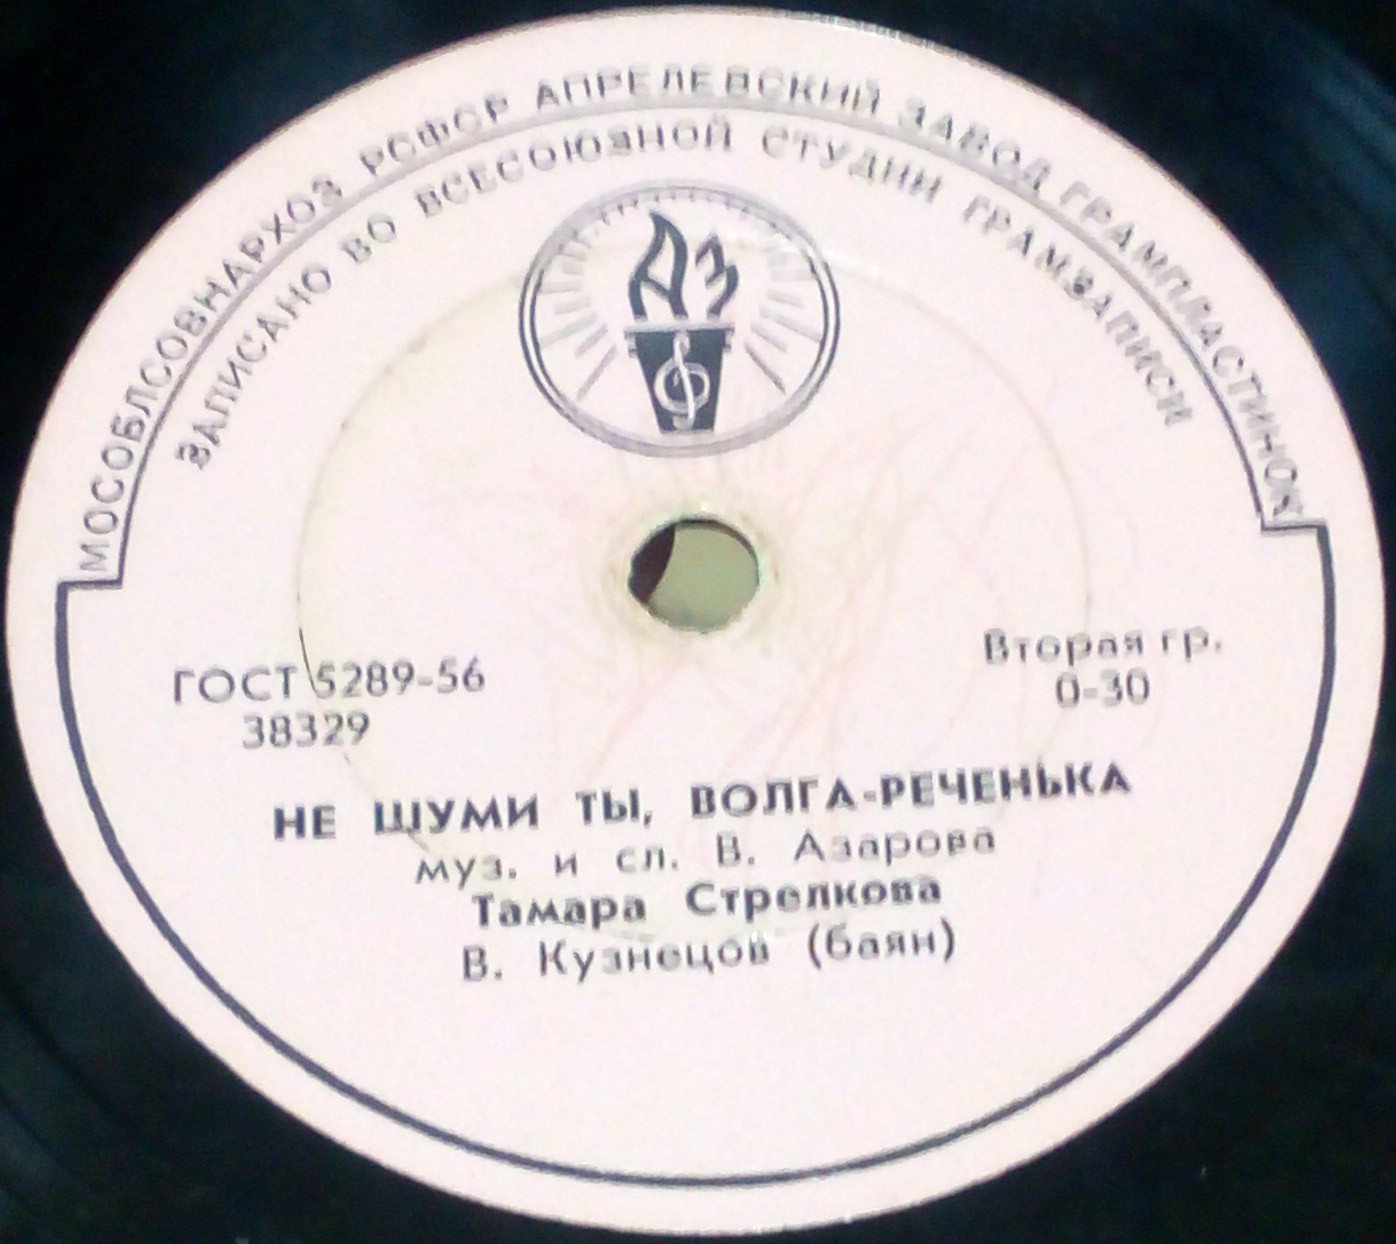 МОСОБЛСОВНАРХОЗ РСФСР АПРЕЛЕВСКИЙ ЗАВОД ГРАМПЛАСТИНОК
ЗАПИСАНО ВО ВСЕСОЮЗНОЙ СТУДИИ ГРАМЗАПИСИ
АЗ
ГОСТ 5289-56
38329
Вторая гр.
0-30
НЕ ШУМИ ТЫ, ВОЛГА-РЕЧЕНЬКА
муз. и сл. В. Азарова
Тамара Стрелкова
В. Кузнецов (баян)